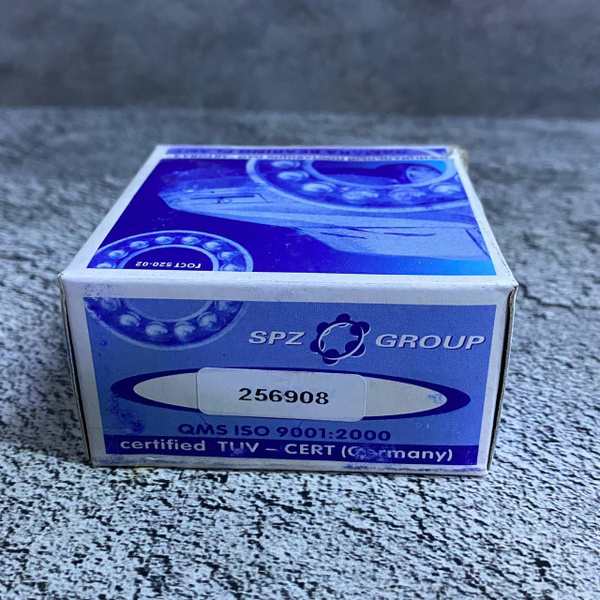 ГОСТ 520-02
SPZ GROUP
256908
QMS ISO 9001:2000
certified TUV – CERT (Germany)